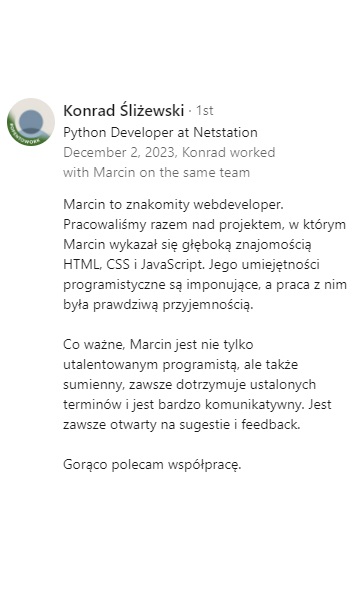 Konrad Śliżewski · 1st
Python Developer at Netstation
December 2, 2023, Konrad worked
with Marcin on the same team
Marcin to znakomity webdeveloper.
Pracowaliśmy razem nad projektem, w którym
Marcin wykazał się głęboką znajomością
HTML, CSS i JavaScript. Jego umiejętności
programistyczne są imponujące, a praca z nim
była prawdziwą przyjemnością.
Co ważne, Marcin jest nie tylko
utalentowanym programistą, ale także
sumienny, zawsze dotrzymuje ustalonych
terminów i jest bardzo komunikatywny. Jest
zawsze otwarty na sugestie i feedback.
Gorąco polecam współpracę.